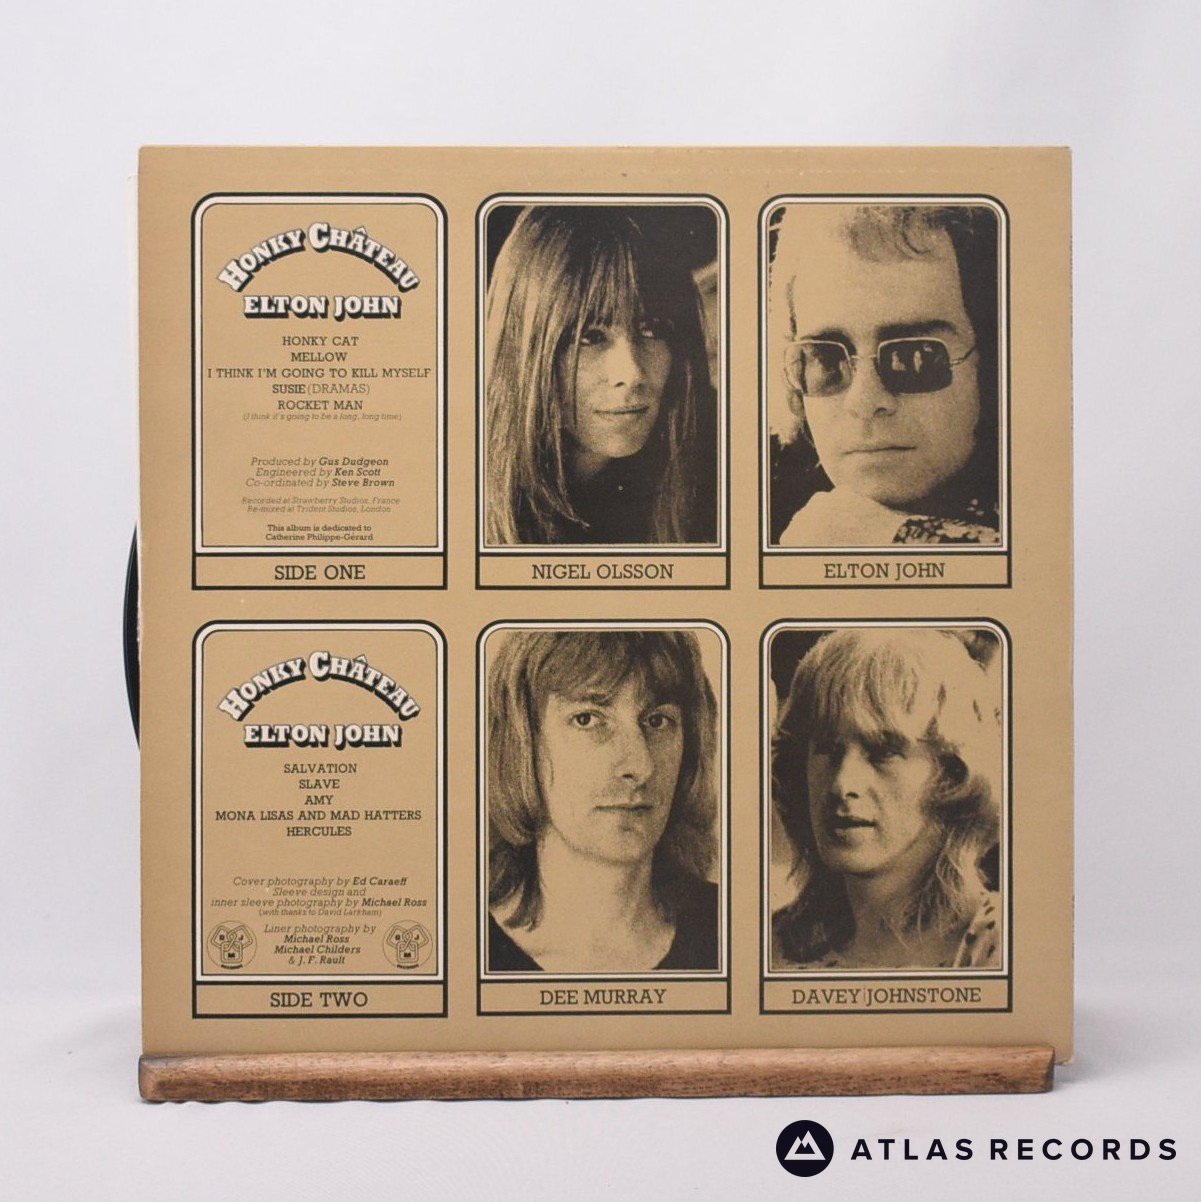 HONKY CHÂTEAU
ELTON JOHN
HONKY CAT
MELLOW
I THINK I'M GOING TO KILL MYSELF
SUSIE (DRAMAS)
ROCKET MAN
(I think it's going to be a long, long time)
Produced by Gus Dudgeon
Engineered by Ken Scott
Co-ordinated by Steve Brown
Recorded at Strawberry Studios, France
Re-mixed at Trident Studios, London
This album is dedicated to
Catherine Philippe-Gérard
SIDE ONE
NIGEL OLSSON
ELTON JOHN
HONKY CHÂTEAU
ELTON JOHN
SALVATION
SLAVE
AMY
MONA LISAS AND MAD HATTERS
HERCULES
Cover photography by Ed Caraeff
Sleeve design and
inner sleeve photography by Michael Ross
(with thanks to David Larkham)
Liner photography by
Michael Ross
Michael Childers
& J. F. Rault
D J M
RECORDS
D J M
RECORDS
SIDE TWO
DEE MURRAY
DAVEY JOHNSTONE
ATLAS RECORDS